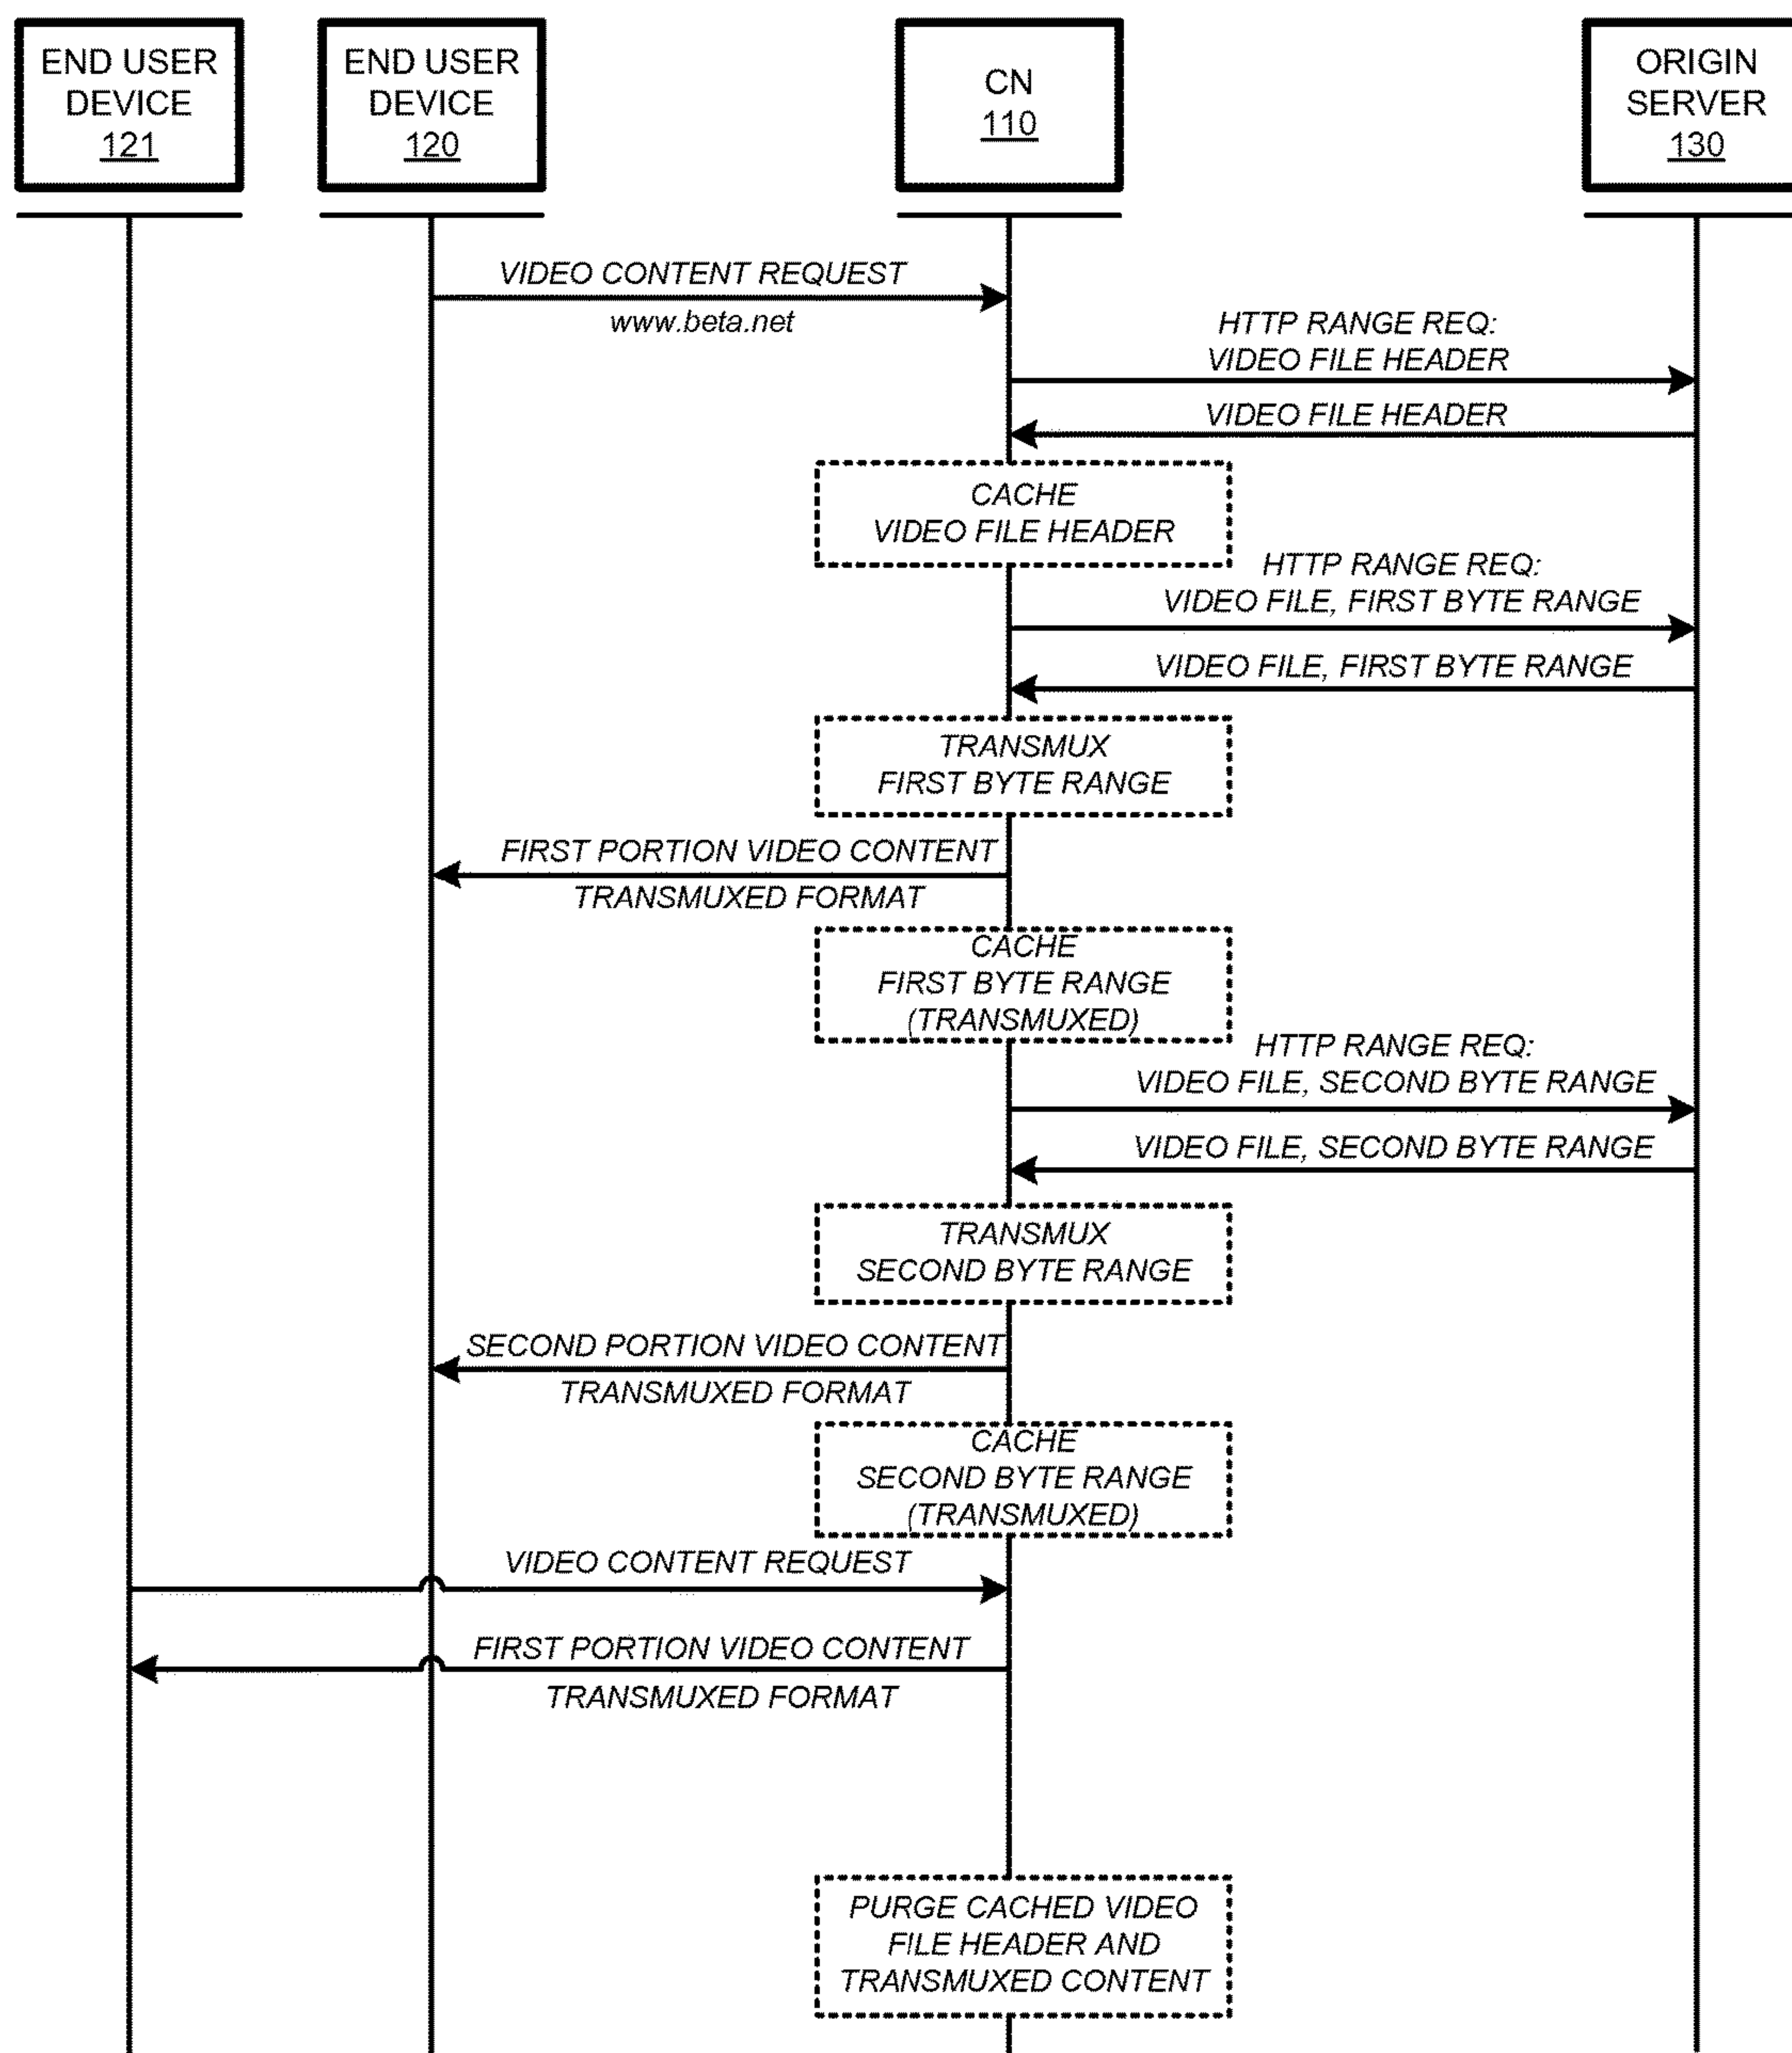 END USER
DEVICE
121
END USER
DEVICE
120
CN
110
ORIGIN
SERVER
130
VIDEO CONTENT REQUEST
www.beta.net
HTTP RANGE REQ:
VIDEO FILE HEADER
VIDEO FILE HEADER
CACHE
VIDEO FILE HEADER
HTTP RANGE REQ:
VIDEO FILE, FIRST BYTE RANGE
VIDEO FILE, FIRST BYTE RANGE
TRANSMUX
FIRST BYTE RANGE
FIRST PORTION VIDEO CONTENT
TRANSMUXED FORMAT
CACHE
FIRST BYTE RANGE
(TRANSMUXED)
HTTP RANGE REQ:
VIDEO FILE, SECOND BYTE RANGE
VIDEO FILE, SECOND BYTE RANGE
TRANSMUX
SECOND BYTE RANGE
SECOND PORTION VIDEO CONTENT
TRANSMUXED FORMAT
CACHE
SECOND BYTE RANGE
(TRANSMUXED)
VIDEO CONTENT REQUEST
FIRST PORTION VIDEO CONTENT
TRANSMUXED FORMAT
PURGE CACHED VIDEO
FILE HEADER AND
TRANSMUXED CONTENT